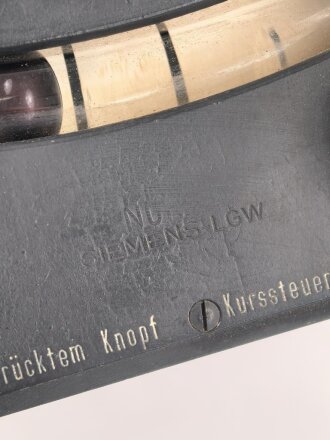 NU
SIEMENS LGW
rücktem Knopf Kurssteuer